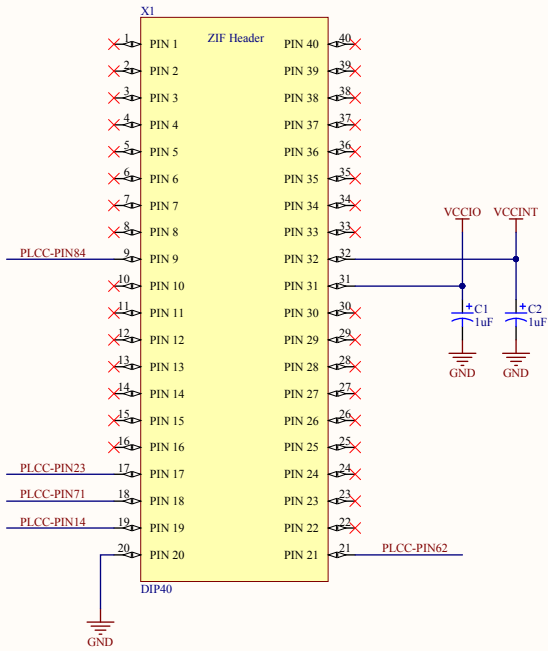 X1
ZIF Header
1 PIN 1 PIN 40 40
2 PIN 2 PIN 39 39
3 PIN 3 PIN 38 38
4 PIN 4 PIN 37 37
5 PIN 5 PIN 36 36
6 PIN 6 PIN 35 35
7 PIN 7 PIN 34 34
8 PIN 8 PIN 33 33
VCCIO VCCINT
PLCC-PIN84 9 PIN 9 PIN 32 32
10 PIN 10 PIN 31 31
11 PIN 11 PIN 30 30
+ C1 1uF
+ C2 1uF
12 PIN 12 PIN 29 29
13 PIN 13 PIN 28 28
GND GND
14 PIN 14 PIN 27 27
15 PIN 15 PIN 26 26
16 PIN 16 PIN 25 25
PLCC-PIN23 17 PIN 17 PIN 24 24
PLCC-PIN71 18 PIN 18 PIN 23 23
PLCC-PIN14 19 PIN 19 PIN 22 22
20 PIN 20 PIN 21 21 PLCC-PIN62
DIP40
GND